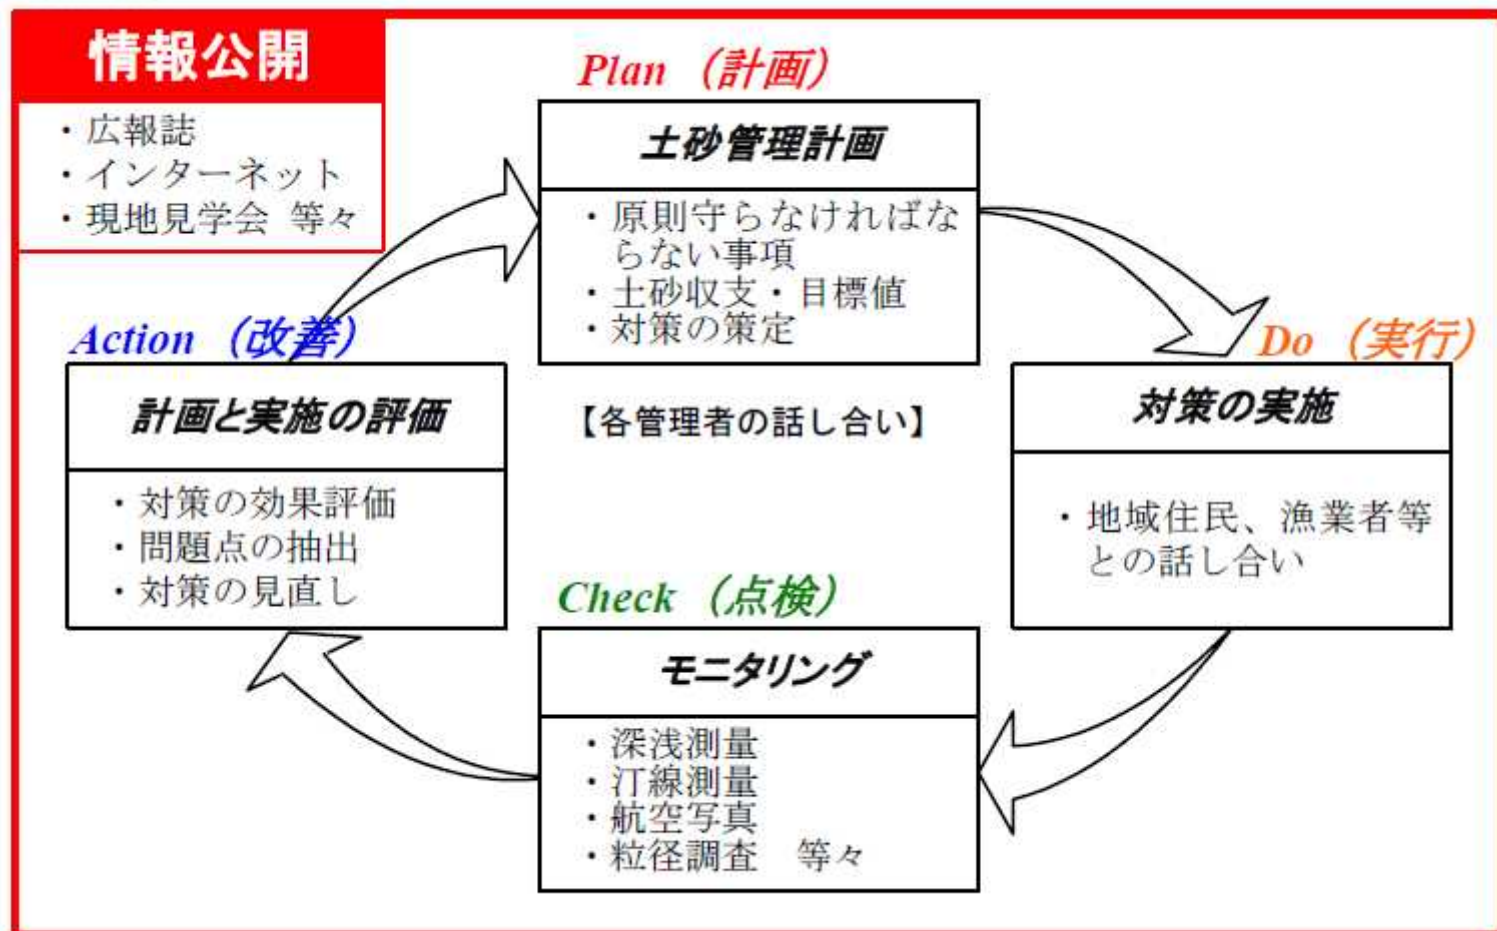 情報公開
・広報誌
・インターネット
・現地見学会 等々
Plan（計画）
土砂管理計画
・原則守らなければな
らない事項
・土砂収支・目標値
・対策の策定
Do（実行）
対策の実施
・地域住民、漁業者等
との話し合い
【各管理者の話し合い】
Check（点検）
モニタリング
・深浅測量
・汀線測量
・航空写真
・粒径調査　等々
Action（改善）
計画と実施の評価
・対策の効果評価
・問題点の抽出
・対策の見直し